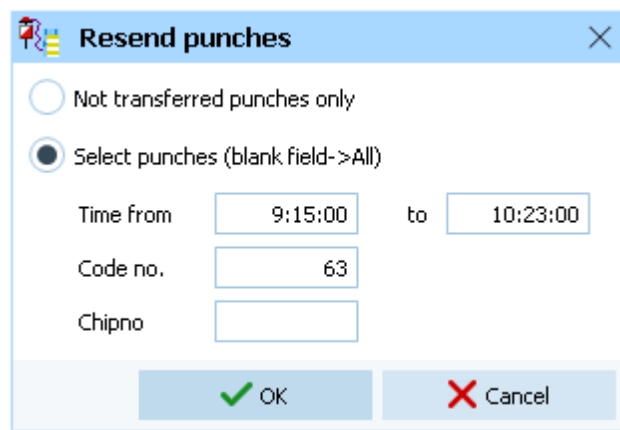 Resend punches
Not transferred punches only
Select punches (blank field->All)
Time from 9:15:00 to 10:23:00
Code no. 63
Chipno
OK Cancel